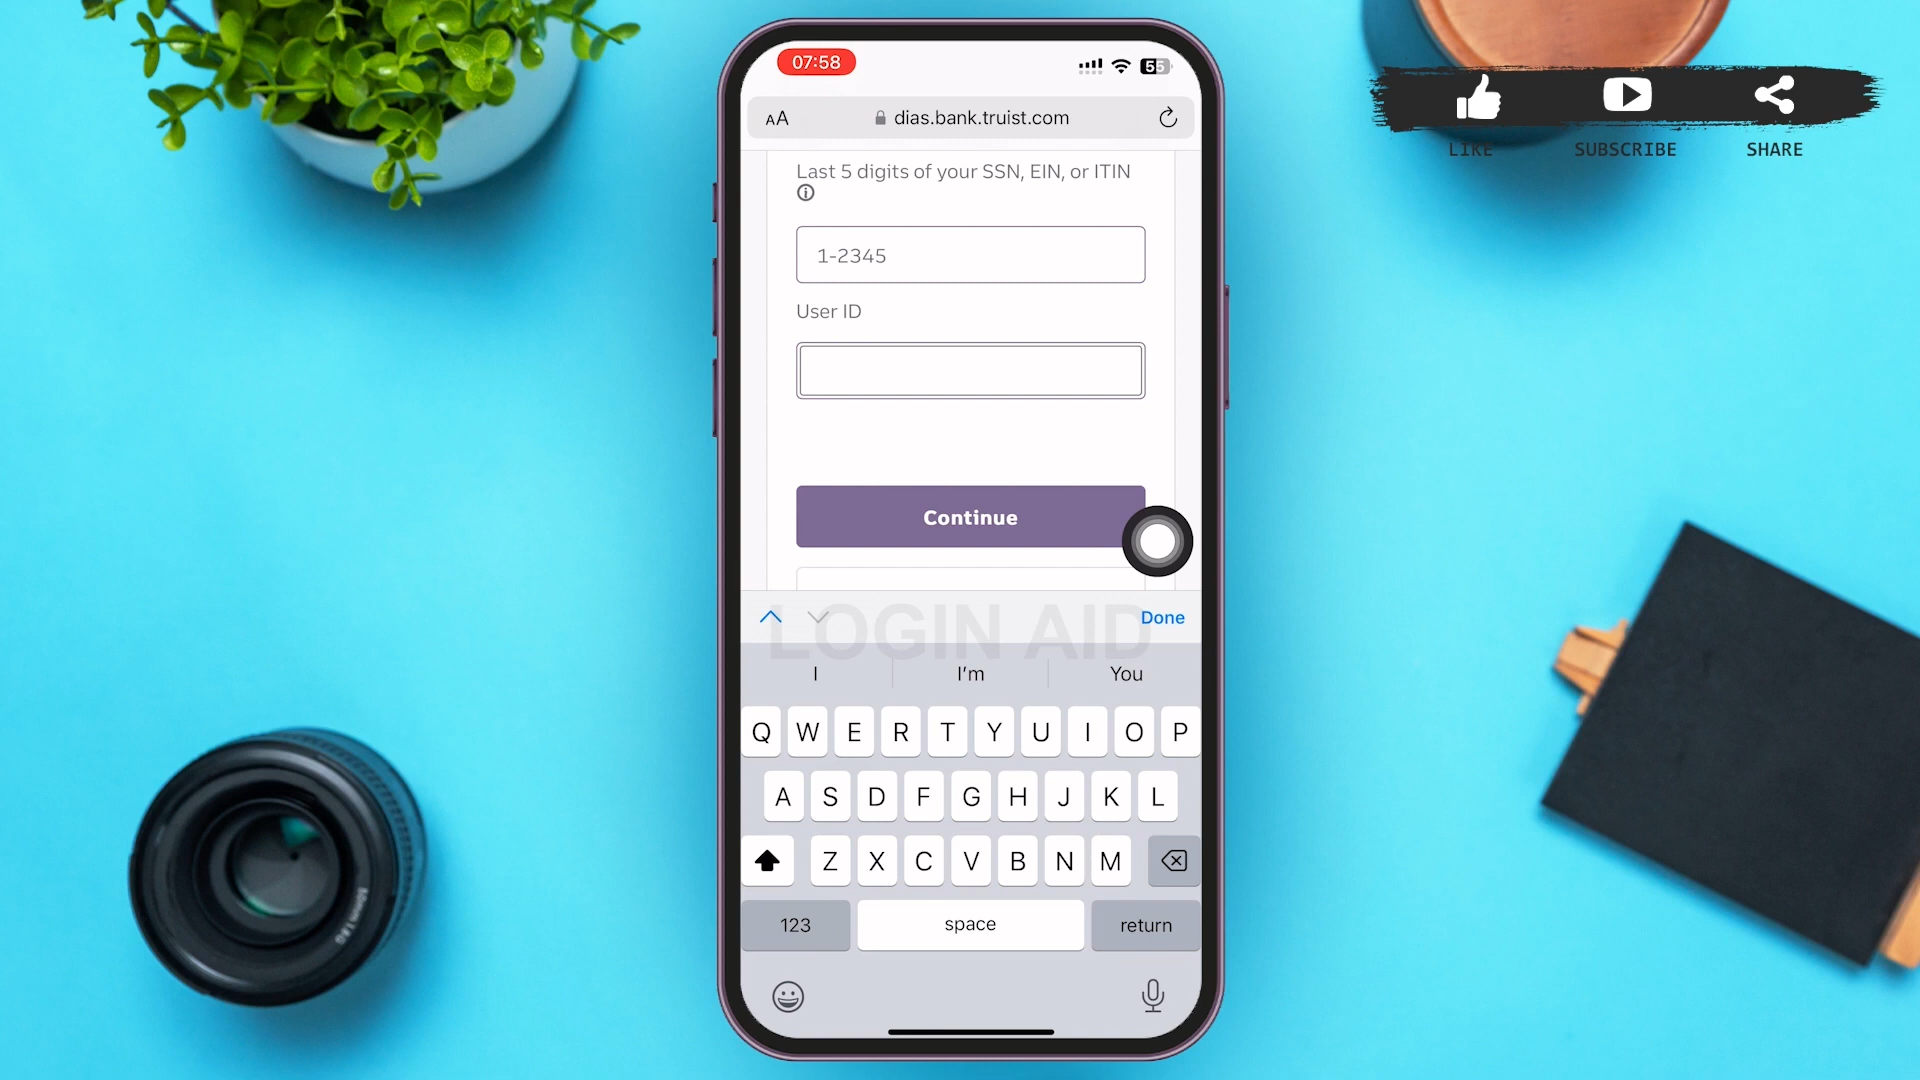 07:58
55
AA dias.bank.truist.com
LIKE SUBSCRIBE SHARE
Last 5 digits of your SSN, EIN, or ITIN
1-2345
User ID
Continue
Done
LOGIN AID
I I'm You
Q W E R T Y U I O P
A S D F G H J K L
Z X C V B N M
123 space return